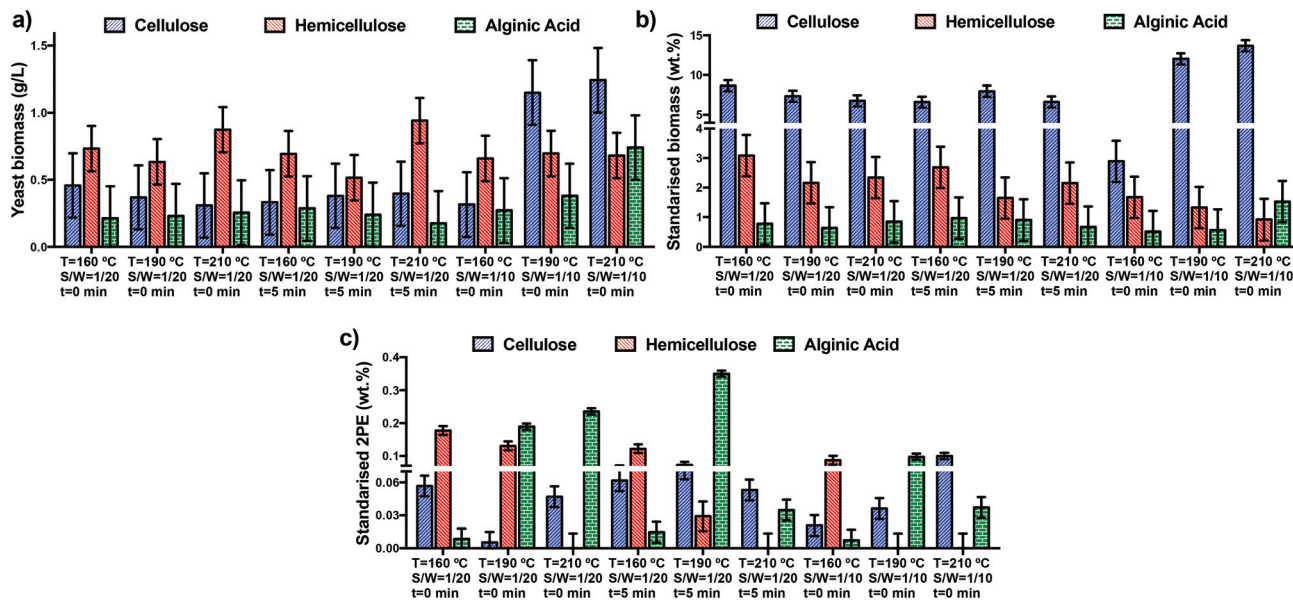 a)
Cellulose Hemicellulose Alginic Acid
Yeast biomass (g/L)
1.5
1.0
0.5
0.0
T=160 ºC T=190 ºC T=210 ºC T=160 ºC T=190 ºC T=210 ºC T=160 ºC T=190 ºC T=210 ºC
S/W=1/20 S/W=1/20 S/W=1/20 S/W=1/20 S/W=1/20 S/W=1/20 S/W=1/10 S/W=1/10 S/W=1/10
t=0 min t=0 min t=0 min t=5 min t=5 min t=5 min t=0 min t=0 min t=0 min
b)
Cellulose Hemicellulose Alginic Acid
Standarised biomass (wt.%)
15
10
5
4
3
2
1
0
T=160 ºC T=190 ºC T=210 ºC T=160 ºC T=190 ºC T=210 ºC T=160 ºC T=190 ºC T=210 ºC
S/W=1/20 S/W=1/20 S/W=1/20 S/W=1/20 S/W=1/20 S/W=1/20 S/W=1/10 S/W=1/10 S/W=1/10
t=0 min t=0 min t=0 min t=5 min t=5 min t=5 min t=0 min t=0 min t=0 min
c)
Cellulose Hemicellulose Alginic Acid
Standarised 2PE (wt.%)
0.4
0.3
0.2
0.1
0.06
0.03
0.00
T=160 ºC T=190 ºC T=210 ºC T=160 ºC T=190 ºC T=210 ºC T=160 ºC T=190 ºC T=210 ºC
S/W=1/20 S/W=1/20 S/W=1/20 S/W=1/20 S/W=1/20 S/W=1/20 S/W=1/10 S/W=1/10 S/W=1/10
t=0 min t=0 min t=0 min t=5 min t=5 min t=5 min t=0 min t=0 min t=0 min